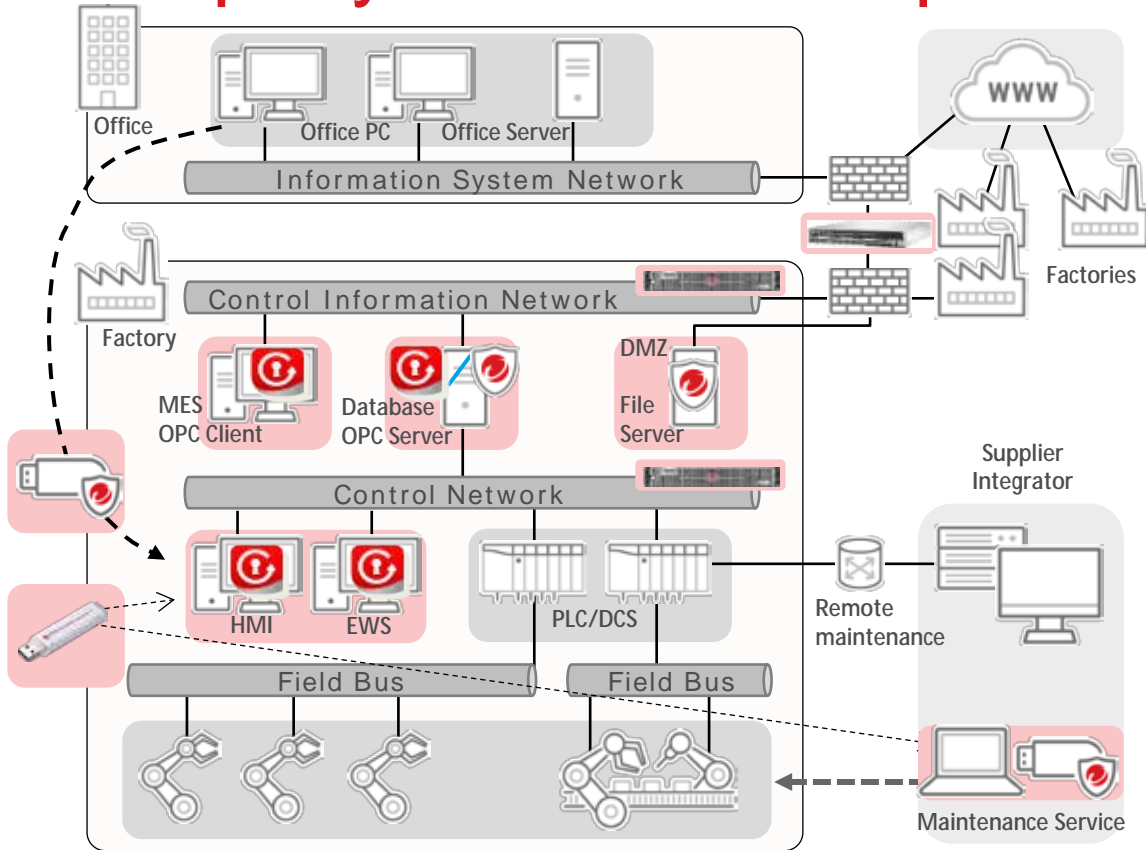 Office
Office PC
Office Server
WWW
Information System Network
Factories
Factory
Control Information Network
MES
OPC Client
Database
OPC Server
DMZ
File
Server
Supplier
Integrator
Control Network
HMI
EWS
PLC/DCS
Remote
maintenance
Field Bus
Field Bus
Maintenance Service